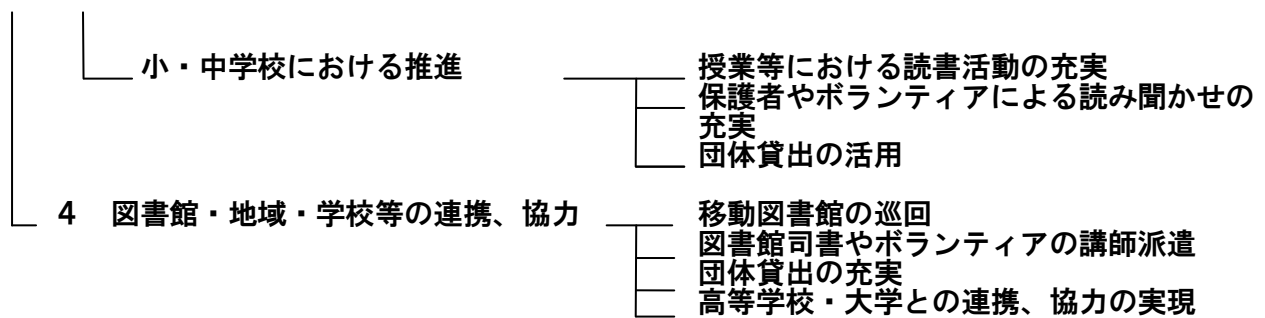 小・中学校における推進
授業等における読書活動の充実
保護者やボランティアによる読み聞かせの
充実
団体貸出の活用
4　図書館・地域・学校等の連携、協力
移動図書館の巡回
図書館司書やボランティアの講師派遣
団体貸出の充実
高等学校・大学との連携、協力の実現